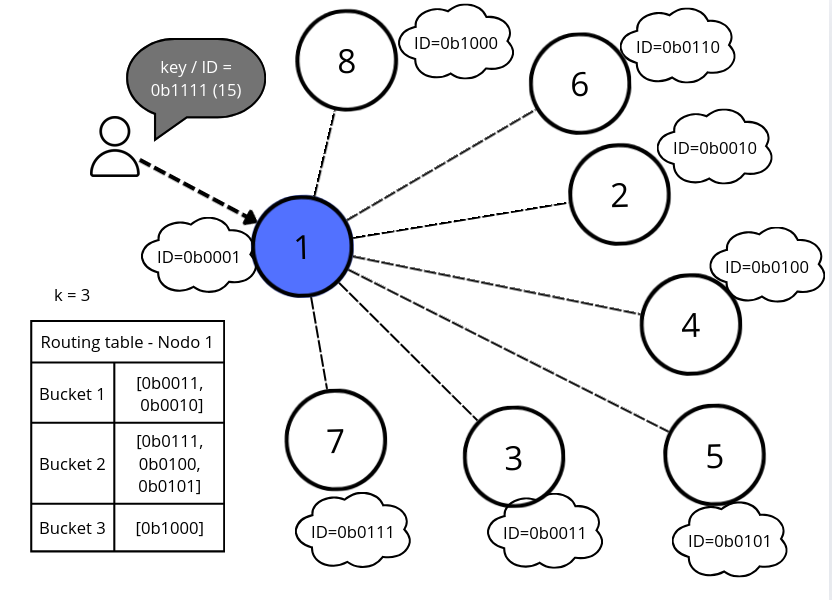 8
ID=0b1000
6
ID=0b0110
key / ID =
0b1111 (15)
2
ID=0b0010
1
ID=0b0001
4
ID=0b0100
k = 3
Routing table - Nodo 1
Bucket 1
[0b0011,
0b0010]
Bucket 2
[0b0111,
0b0100,
0b0101]
Bucket 3
[0b1000]
7
ID=0b0111
3
ID=0b0011
5
ID=0b0101